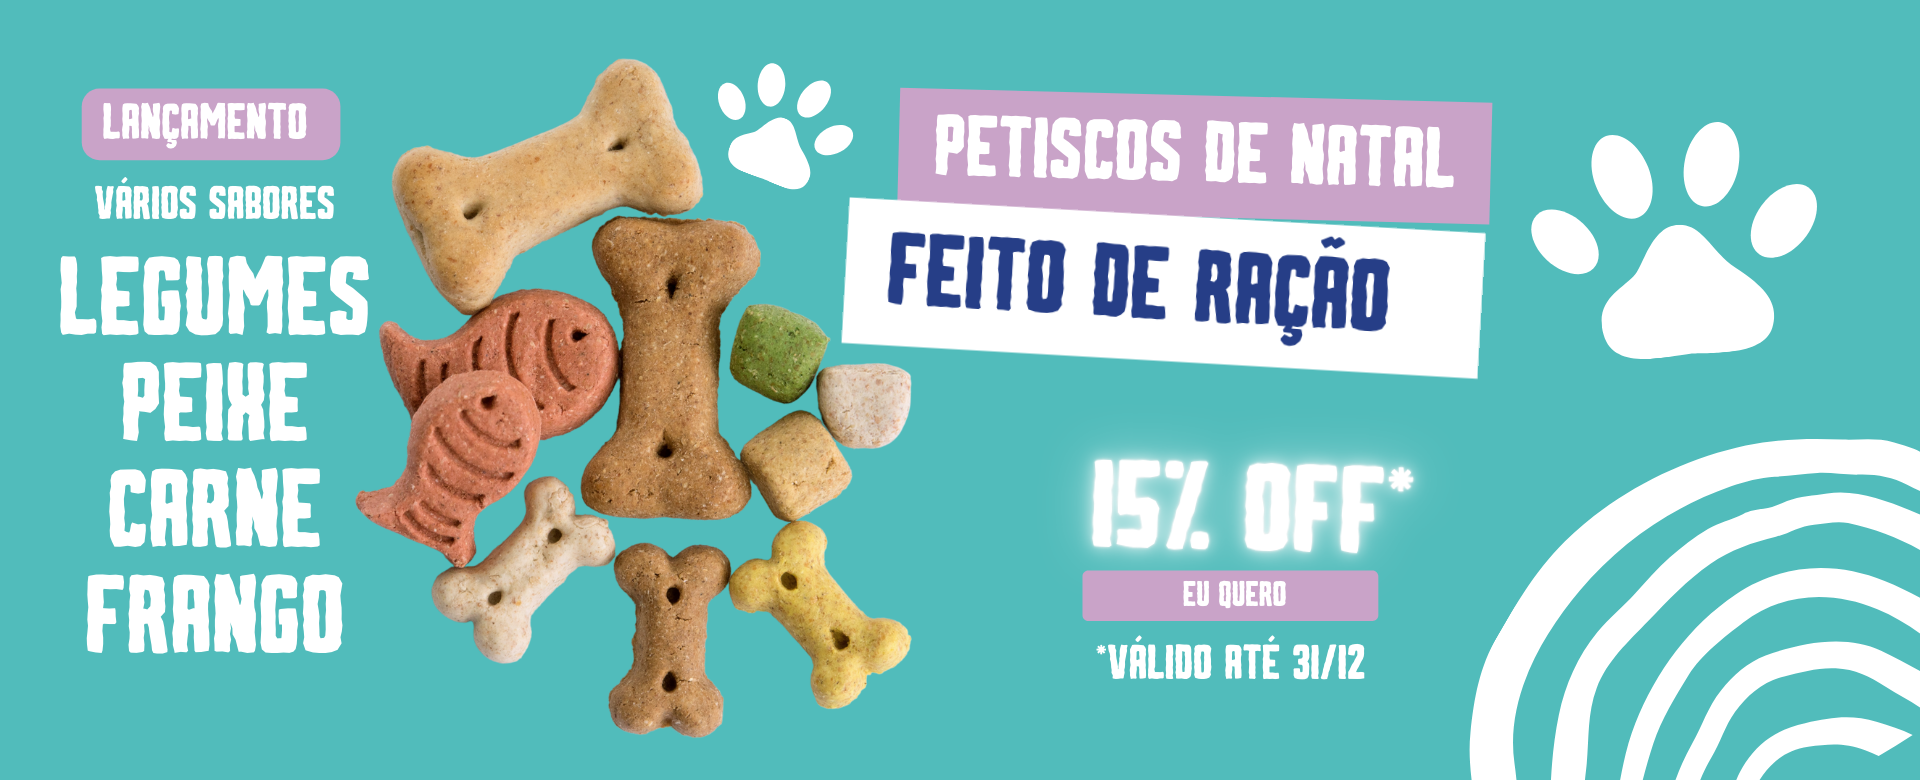 LANÇAMENTO
VÁRIOS SABORES
LEGUMES
PEIXE
CARNE
FRANGO
PETISCOS DE NATAL
FEITO DE RAÇÃO
15% OFF*
EU QUERO
*VÁLIDO ATÉ 31/12